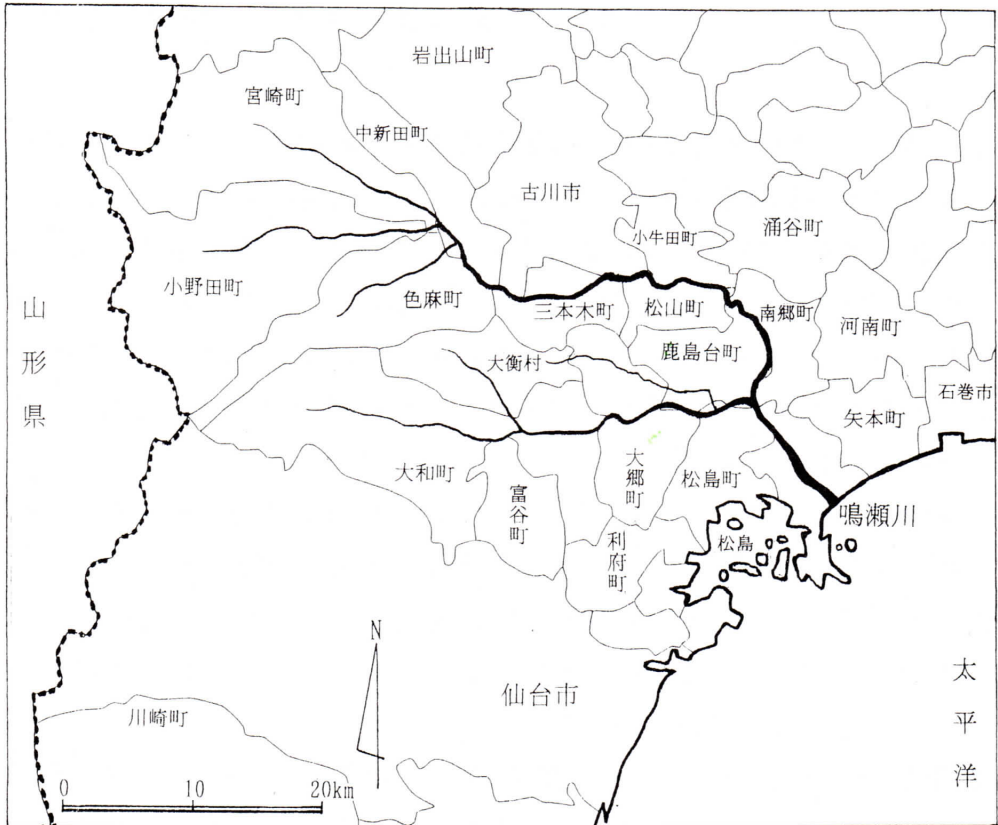 岩出山町
宮崎町
中新田町
古川市
涌谷町
小牛田町
小野田町
色麻町
三本木町
松山町
南郷町
河南町
山形県
大衡村
鹿島台町
石巻市
矢本町
大和町
富谷町
大郷町
松島町
鳴瀬川
松島
利府町
N
仙台市
太平洋
川崎町
0 10 20km